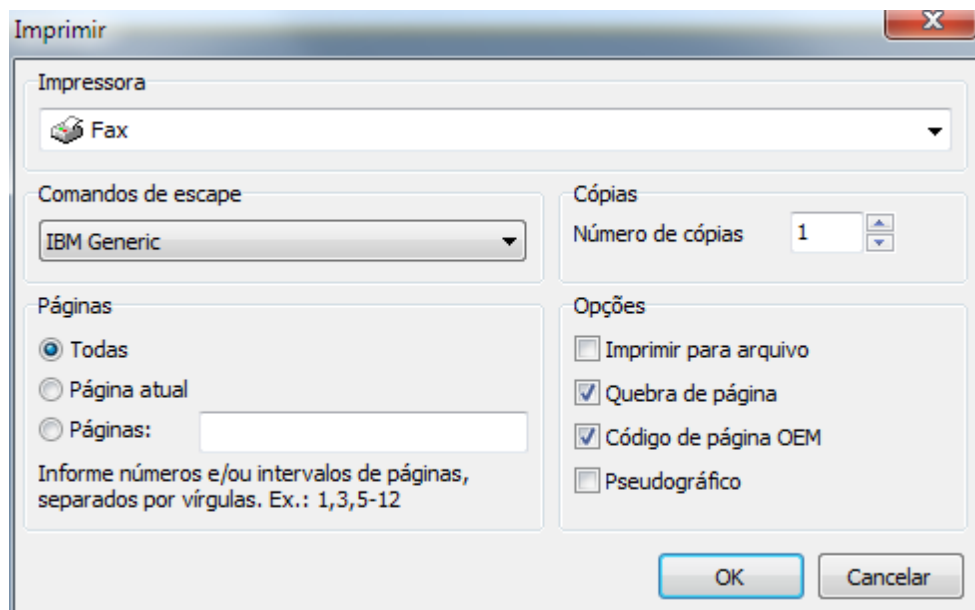 Imprimir
Impressora
Fax
Comandos de escape
IBM Generic
Cópias
Número de cópias 1
Páginas
Todas
Página atual
Páginas:
Informe números e/ou intervalos de páginas,
separados por vírgulas. Ex.: 1,3,5-12
Opções
Imprimir para arquivo
Quebra de página
Código de página OEM
Pseudográfico
OK
Cancelar